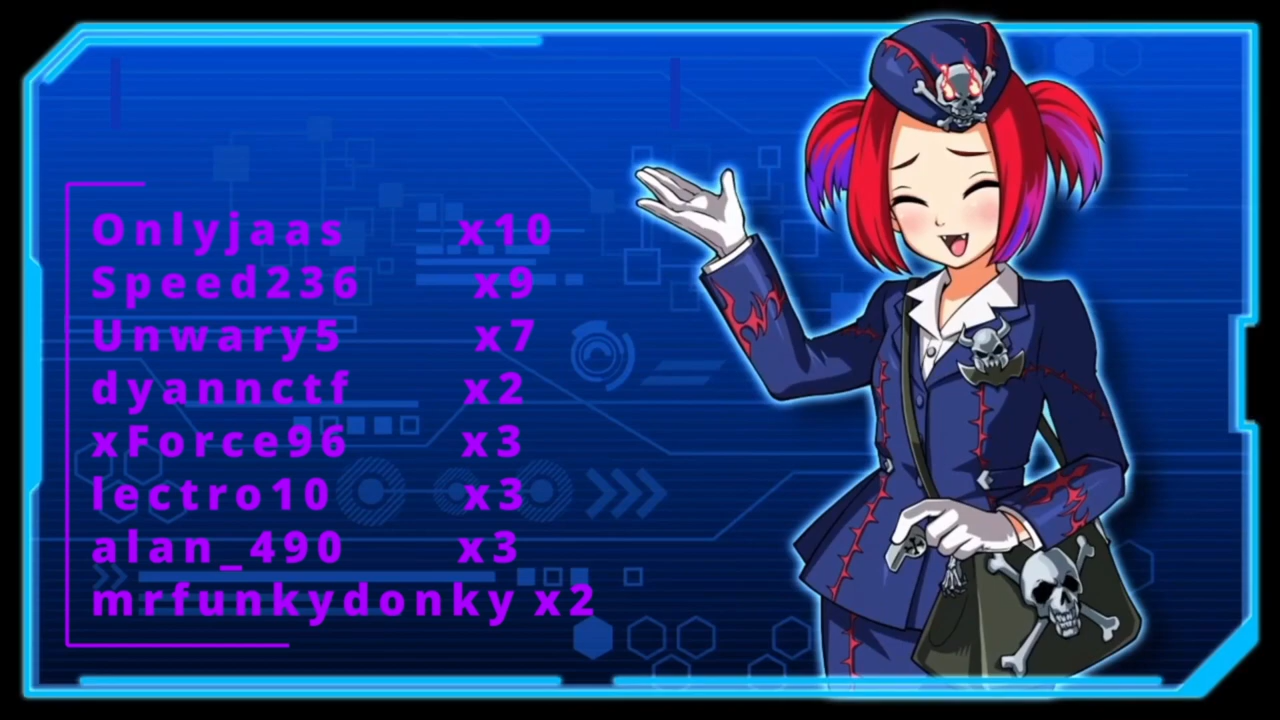 Onlyjaas x10
Speed236 x9
Unwary5 x7
dyannctf x2
xForce96 x3
lectro10 x3
alan_490 x3
mrfunkydonky x2